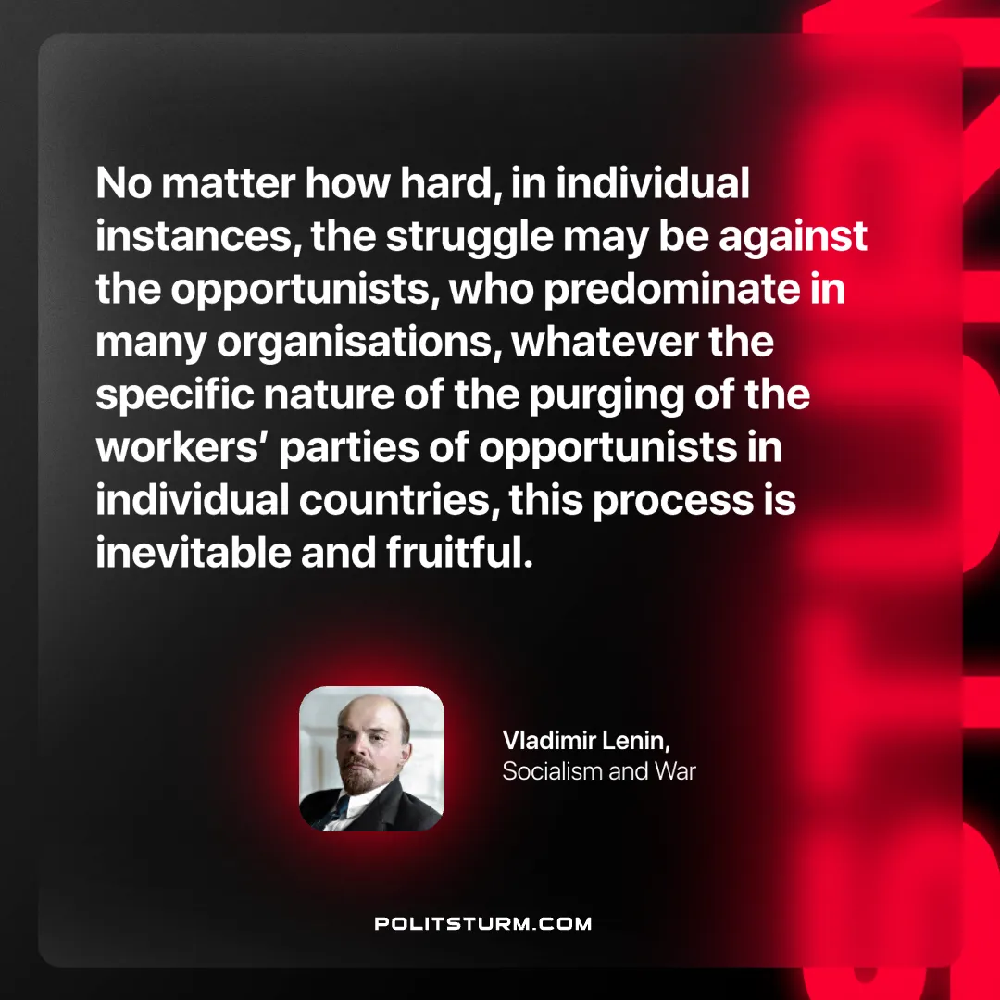 No matter how hard, in individual
instances, the struggle may be against
the opportunists, who predominate in
many organisations, whatever the
specific nature of the purging of the
workers’ parties of opportunists in
individual countries, this process is
inevitable and fruitful.
Vladimir Lenin,
Socialism and War
POLITSTURM.COM